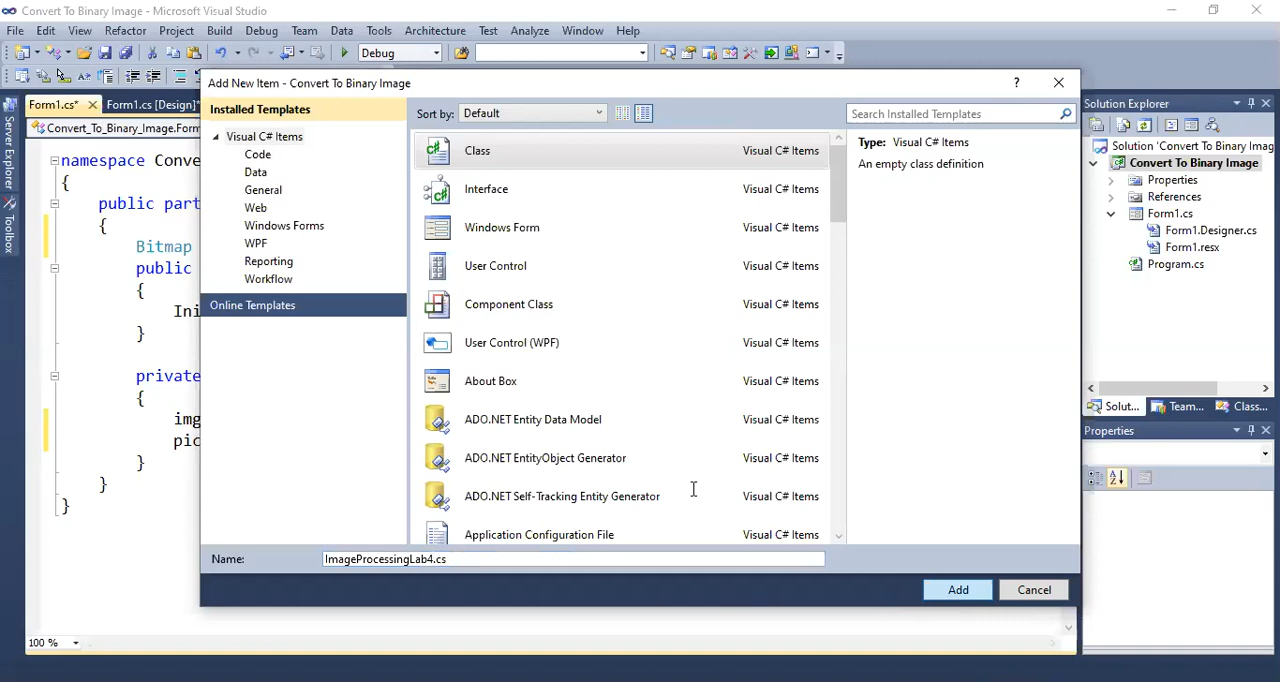 Convert To Binary Image - Microsoft Visual Studio
File Edit View Refactor Project Build Debug Team Data Tools Architecture Test Analyze Window Help
Debug
Add New Item - Convert To Binary Image
Form1.cs* Form1.cs [Design]*
Convert_To_Binary_Image.Form
Server Explorer
Toolbox
namespace Conve
{
public part
{
Bitmap
public
{
Ini
}
private
{
img
pic
}
}
}
100 %
Installed Templates
Visual C# Items
Code
Data
General
Web
Windows Forms
WPF
Reporting
Workflow
Online Templates
Sort by: Default
Class Visual C# Items
Interface Visual C# Items
Windows Form Visual C# Items
User Control Visual C# Items
Component Class Visual C# Items
User Control (WPF) Visual C# Items
About Box Visual C# Items
ADO.NET Entity Data Model Visual C# Items
ADO.NET EntityObject Generator Visual C# Items
ADO.NET Self-Tracking Entity Generator Visual C# Items
Application Configuration File Visual C# Items
Search Installed Templates
Type: Visual C# Items
An empty class definition
Name: ImageProcessingLab4.cs
Add Cancel
Solution Explorer
Solution 'Convert To Binary Imag
Convert To Binary Image
Properties
References
Form1.cs
Form1.Designer.cs
Form1.resx
Program.cs
Solut... Team... Class...
Properties